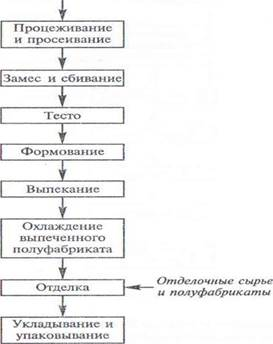 Процеживание
и просеивание
Замес и сбивание
Тесто
Формование
Выпекание
Охлаждение
выпеченного
полуфабриката
Отделка
Отделочные сырье
и полуфабрикаты
Укладывание и
упаковывание